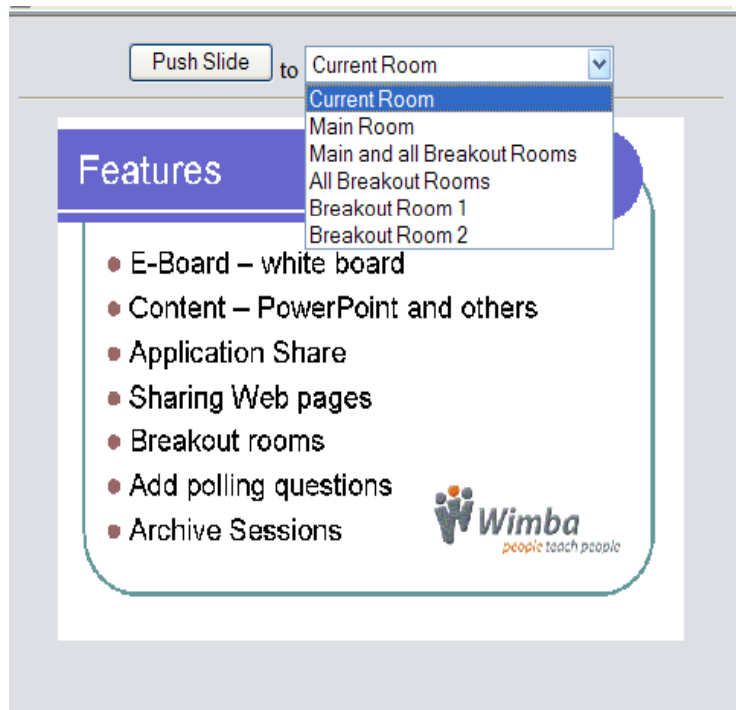 Push Slide to Current Room
Current Room
Main Room
Main and all Breakout Rooms
All Breakout Rooms
Breakout Room 1
Breakout Room 2
Features
E-Board – white board
Content – PowerPoint and others
Application Share
Sharing Web pages
Breakout rooms
Add polling questions
Archive Sessions
Wimba
people teach people